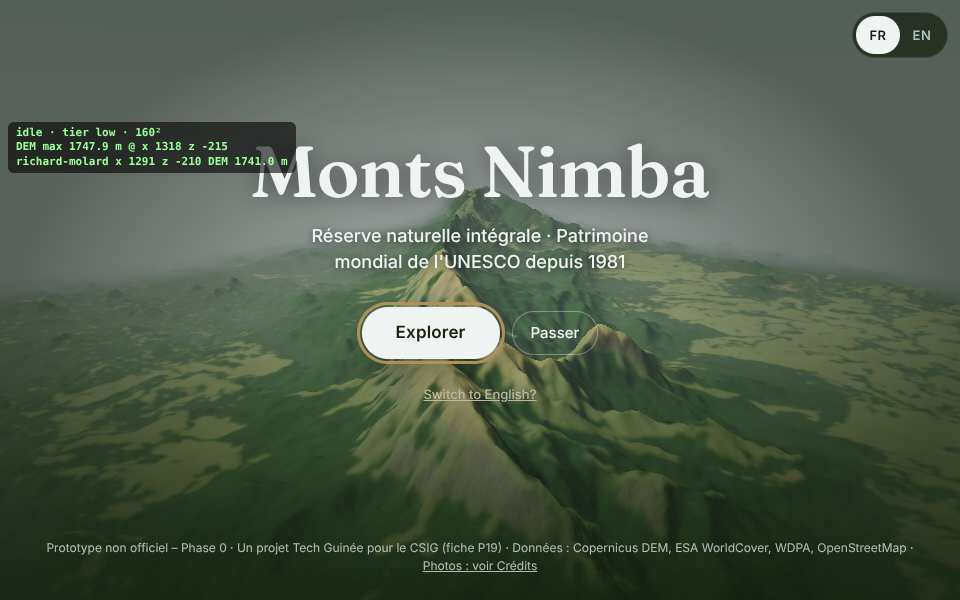 FR EN
idle · tier low · 160²
DEM max 1747.9 m @ x 1318 z -215
richard-molard x 1291 z -210 DEM 1741.0 m
Monts Nimba
Réserve naturelle intégrale · Patrimoine
mondial de l'UNESCO depuis 1981
Explorer Passer
Switch to English?
Prototype non officiel – Phase 0 · Un projet Tech Guinée pour le CSIG (fiche P19) · Données : Copernicus DEM, ESA WorldCover, WDPA, OpenStreetMap ·
Photos : voir Crédits